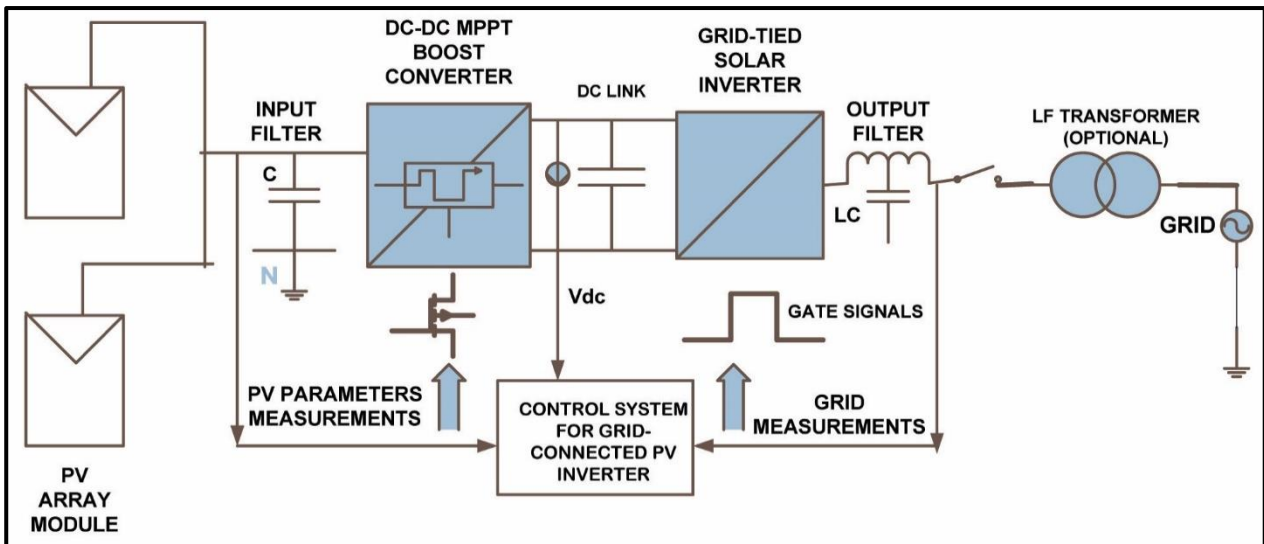 DC-DC MPPT
BOOST
CONVERTER
GRID-TIED
SOLAR
INVERTER
INPUT
FILTER
DC LINK
OUTPUT
FILTER
LF TRANSFORMER
(OPTIONAL)
C
LC
GRID
N
Vdc
GATE SIGNALS
PV PARAMETERS
MEASUREMENTS
CONTROL SYSTEM
FOR GRID-
CONNECTED PV
INVERTER
GRID
MEASUREMENTS
PV
ARRAY
MODULE